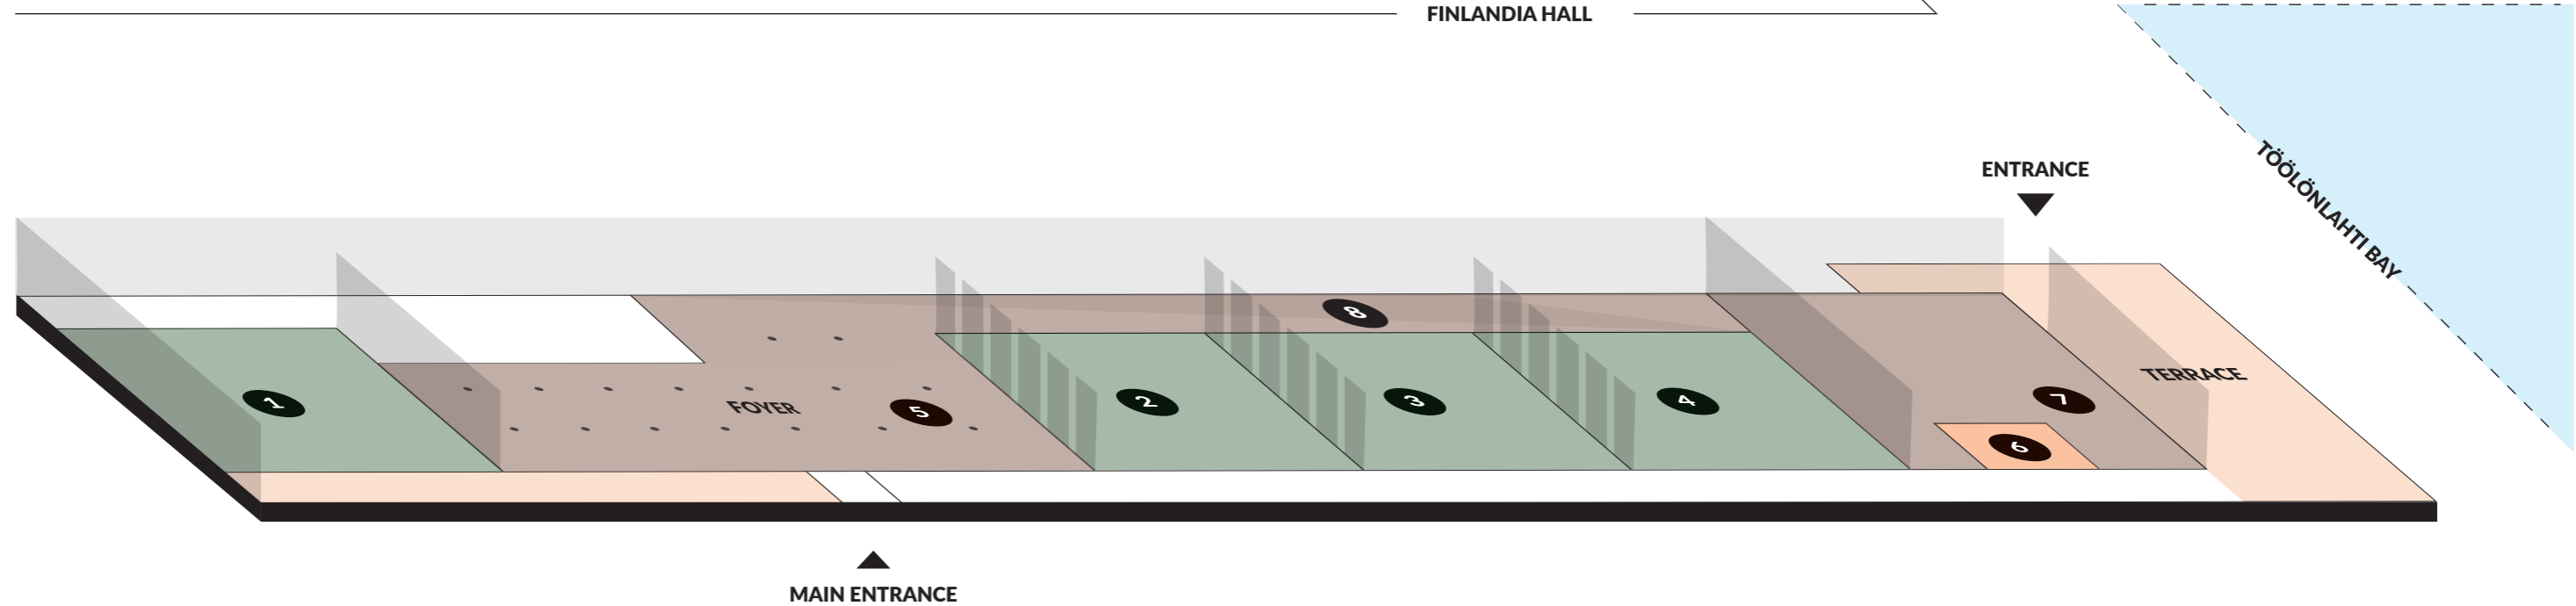 FINLANDIA HALL
TÖÖLÖNLAHTI BAY
ENTRANCE
8
TERRACE
1
FOYER
5
2
3
4
7
6
MAIN ENTRANCE